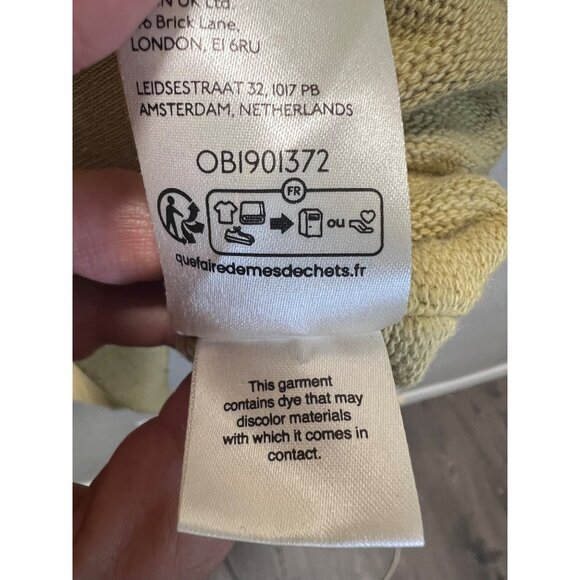 UK Ltd.
Brick Lane,
LONDON, E1 6RU
LEIDSESTRAAT 32, 1017 PB
AMSTERDAM, NETHERLANDS
OB1901372
FR
ou
quefairedemesdechets.fr
This garment
contains dye that may
discolor materials
with which it comes in
contact.